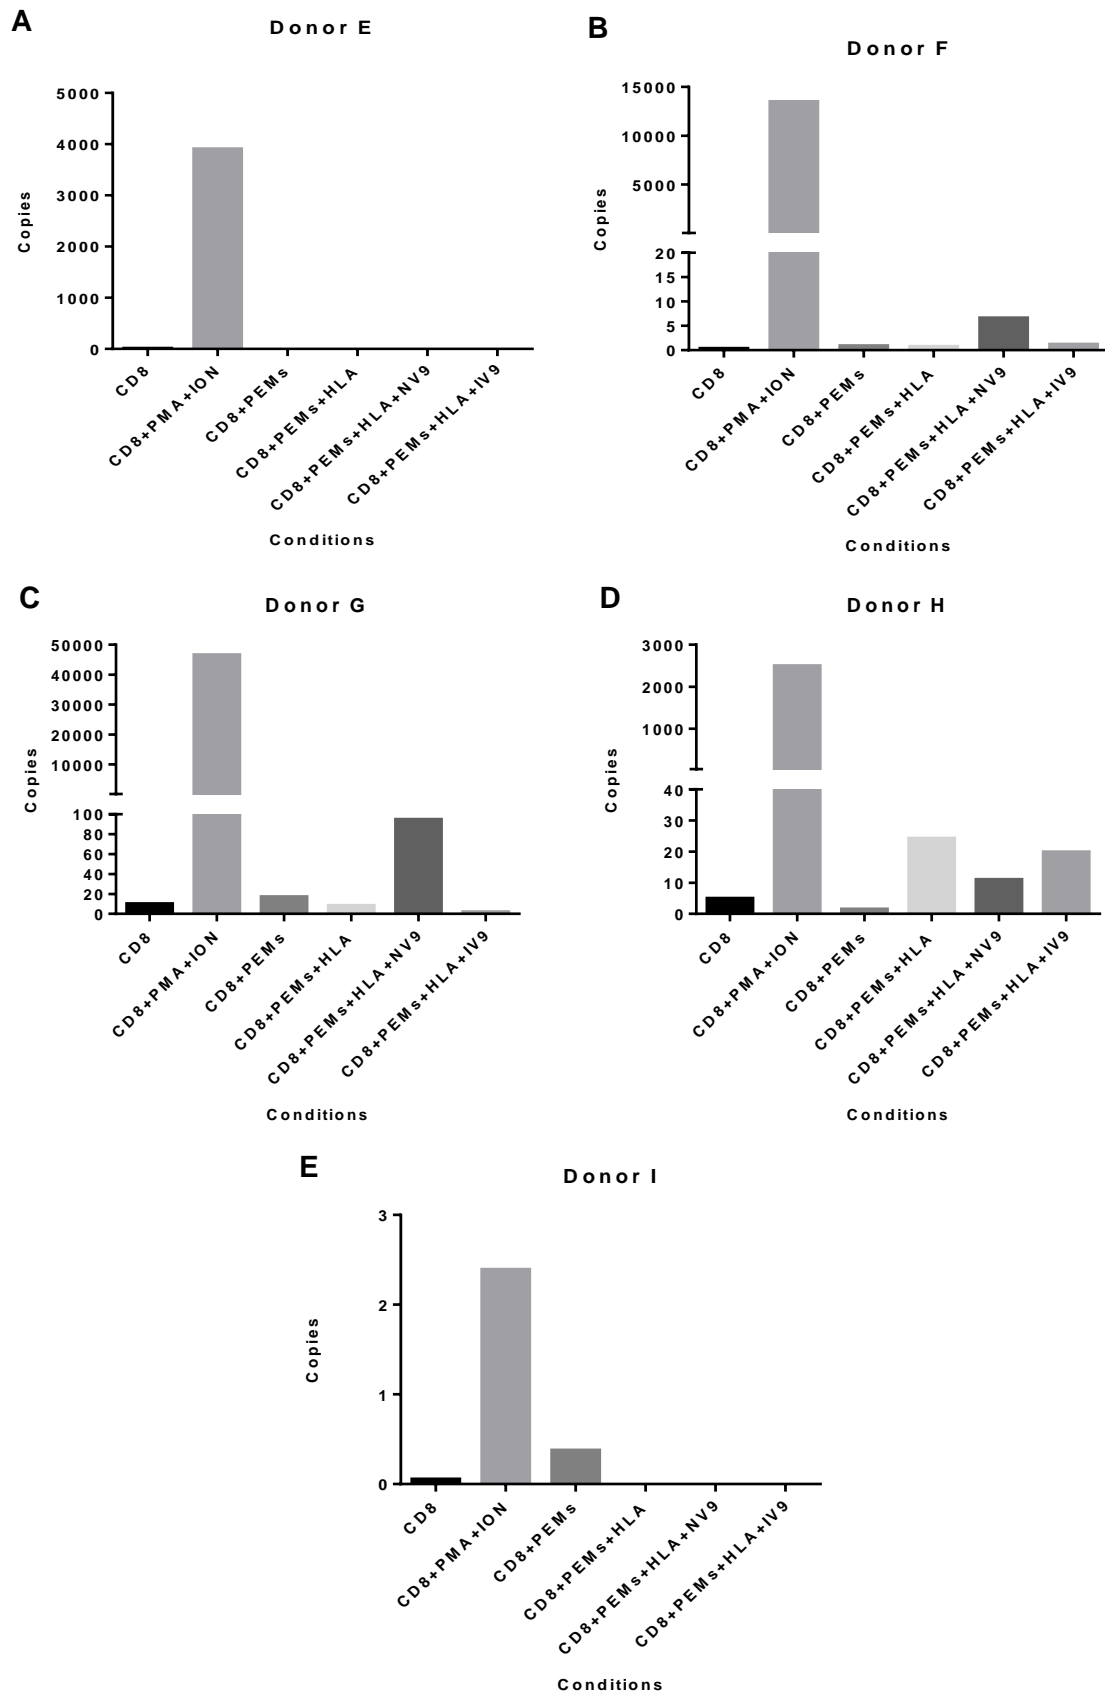 A
Donor E
5000
4000
3000
2000
1000
0
Copies
CD8
CD8+PMA+ION
CD8+PEMs
CD8+PEMs+HLA
CD8+PEMs+HLA+NV9
CD8+PEMs+HLA+IV9
Conditions
B
Donor F
15000
10000
5000
20
15
10
5
0
Copies
CD8
CD8+PMA+ION
CD8+PEMs
CD8+PEMs+HLA
CD8+PEMs+HLA+NV9
CD8+PEMs+HLA+IV9
Conditions
C
Donor G
50000
40000
30000
20000
10000
100
80
60
40
20
0
Copies
CD8
CD8+PMA+ION
CD8+PEMs
CD8+PEMs+HLA
CD8+PEMs+HLA+NV9
CD8+PEMs+HLA+IV9
Conditions
D
Donor H
3000
2000
1000
40
30
20
10
0
Copies
CD8
CD8+PMA+ION
CD8+PEMs
CD8+PEMs+HLA
CD8+PEMs+HLA+NV9
CD8+PEMs+HLA+IV9
Conditions
E
Donor I
3
2
1
0
Copies
CD8
CD8+PMA+ION
CD8+PEMs
CD8+PEMs+HLA
CD8+PEMs+HLA+NV9
CD8+PEMs+HLA+IV9
Conditions